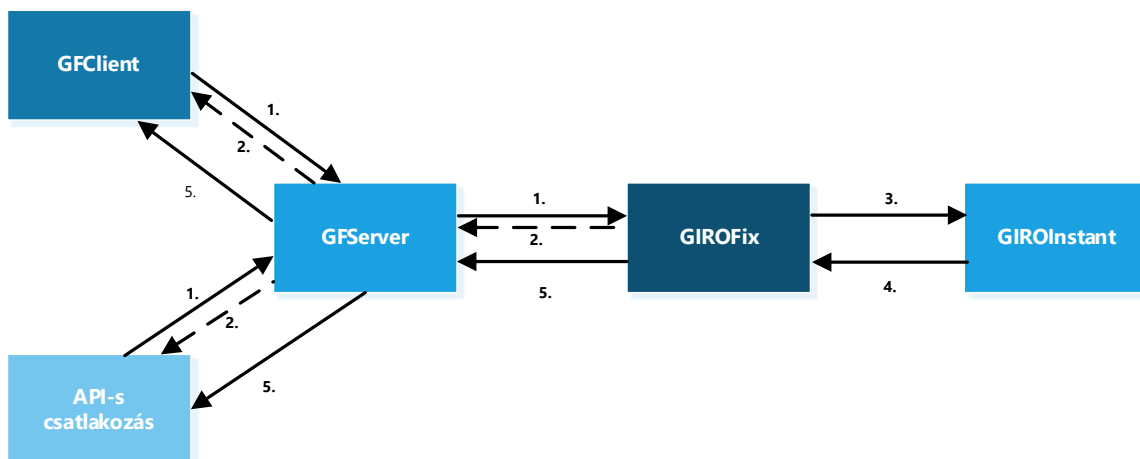 GFClient
1.
2.
5.
GFServer
1.
2.
5.
GIROFix
3.
4.
GIROInstant
1.
2.
5.
API-s
csatlakozás